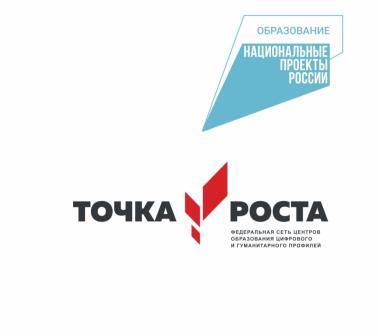 ОБРАЗОВАНИЕ
НАЦИОНАЛЬНЫЕ
ПРОЕКТЫ
РОССИИ
ТОЧКА РОСТА
ФЕДЕРАЛЬНАЯ СЕТЬ ЦЕНТРОВ
ОБРАЗОВАНИЯ ЦИФРОВОГО
И ГУМАНИТАРНОГО ПРОФИЛЕЙ